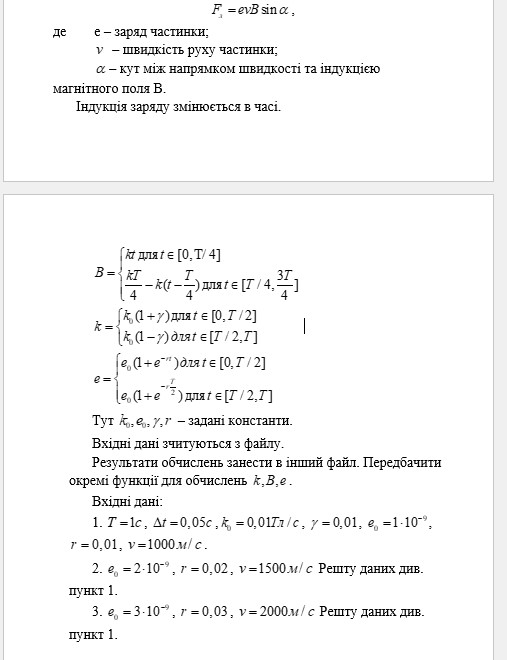 Fл = evB sin α ,
де e – заряд частинки;
v – швидкість руху частинки;
α – кут між напрямком швидкості та індукцією
магнітного поля В.
Індукція заряду змінюється в часі.
B = { kt для t ∈ [0, T/4]
kT/4 − k(t − T/4) для t ∈ [T/4, 3T/4]
k = { k₀(1+γ) для t ∈ [0, T/2]
k₀(1−γ) для t ∈ [T/2, T]
e = { e₀(1+e^(−rt)) для t ∈ [0, T/2]
e₀(1+e^(−r T/2)) для t ∈ [T/2, T]
Тут k₀, e₀, γ, r – задані константи.
Вхідні дані зчитуються з файлу.
Результати обчислень занести в інший файл. Передбачити
окремі функції для обчислень k, B, e .
Вхідні дані:
1. T = 1c , Δt = 0,05c , k₀ = 0,01Тл / c , γ = 0,01, e₀ = 1·10⁻⁹ ,
r = 0,01, v = 1000 м / c .
2. e₀ = 2·10⁻⁹ , r = 0,02 , v = 1500 м / c Решту даних див.
пункт 1.
3. e₀ = 3·10⁻⁹ , r = 0,03 , v = 2000 м / c Решту даних див.
пункт 1.